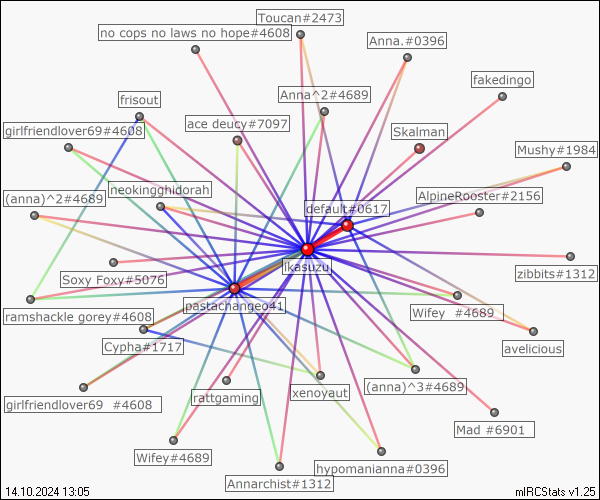 Toucan#2473
no cops no laws no hope#4608
Anna.#0396
fakedingo
Anna^2#4689
frisout
ace deucy#7097
girlfriendlover69#4608
Skalman
Mushy#1984
neokingghidorah
(anna)^2#4689
AlpineRooster#2156
default#0617
ikasuzu
Soxy Foxy#5076
zibbits#1312
pastachangeo41
ramshackle gorey#4608
Wifey #4689
Cypha#1717
avelicious
(anna)^3#4689
xenoyaut
rattgaming
girlfriendlover69 #4608
Mad #6901
Wifey#4689
hypomanianna#0396
Annarchist#1312
14.10.2024 13:05
mIRCStats v1.25